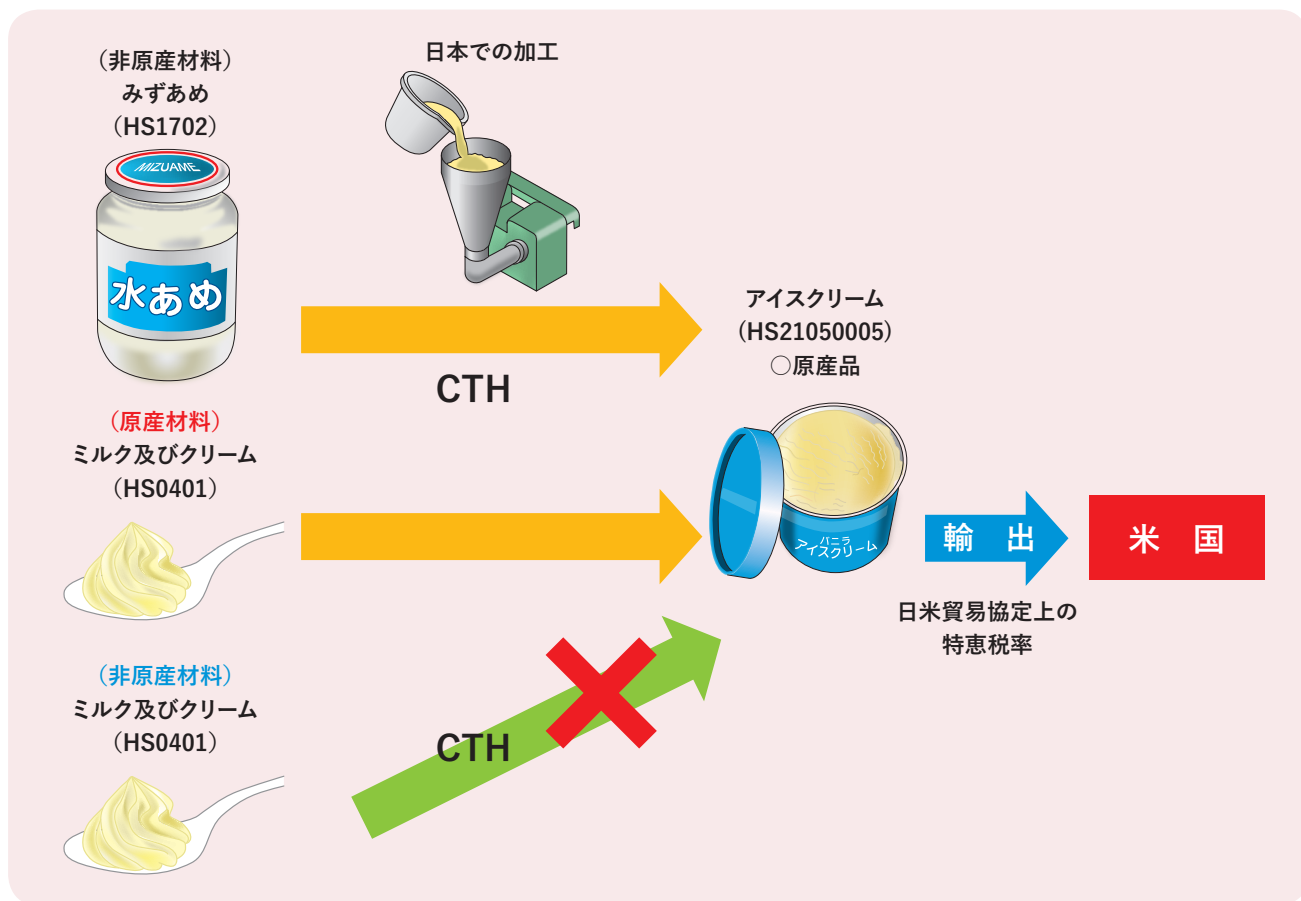 （非原産材料）
みずあめ
（HS1702）
MIZUAME
水あめ
日本での加工
CTH
アイスクリーム
（HS21050005）
○原産品
（原産材料）
ミルク及びクリーム
（HS0401）
バニラ
アイスクリーム
輸　出
米　国
日米貿易協定上の
特恵税率
（非原産材料）
ミルク及びクリーム
（HS0401）
CTH